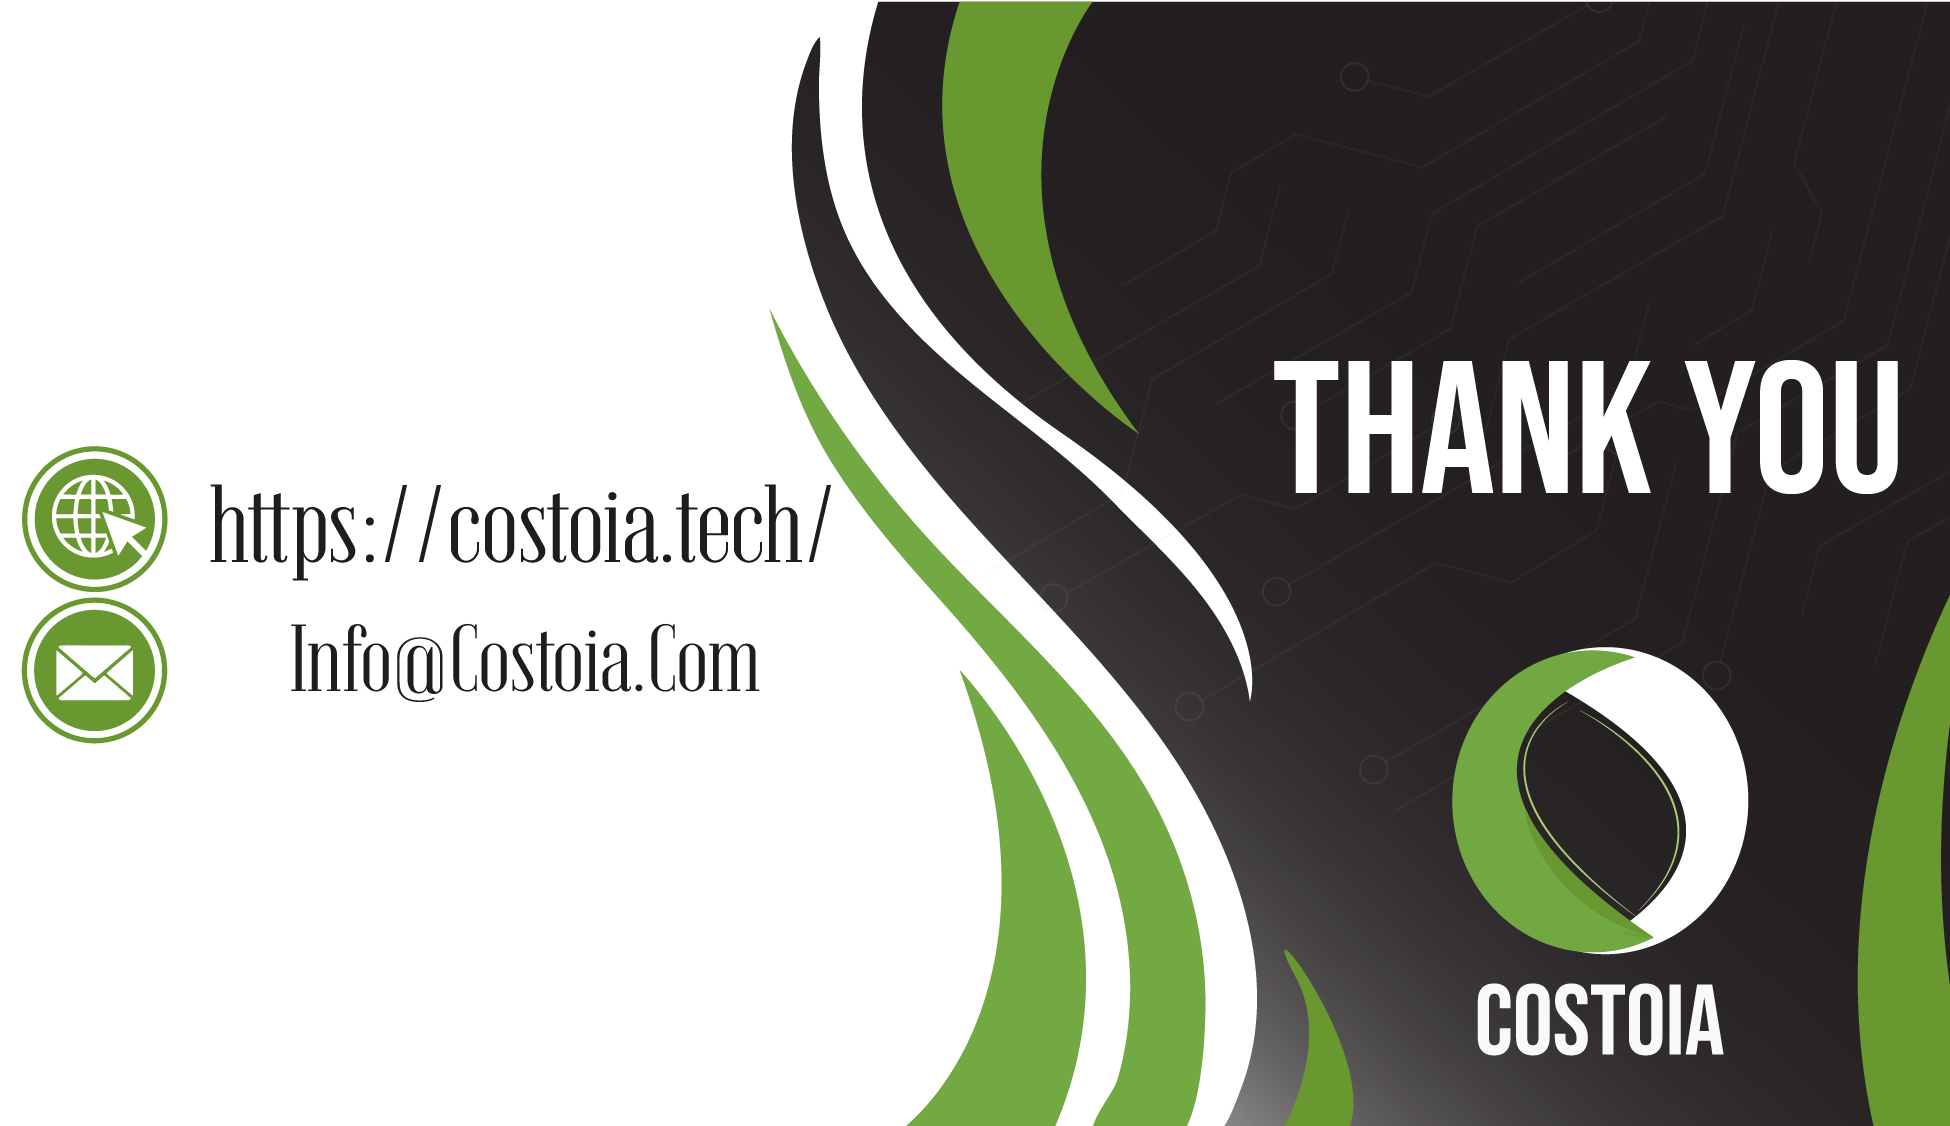 THANK YOU
https://costoia.tech/
Info@Costoia.Com
COSTOIA